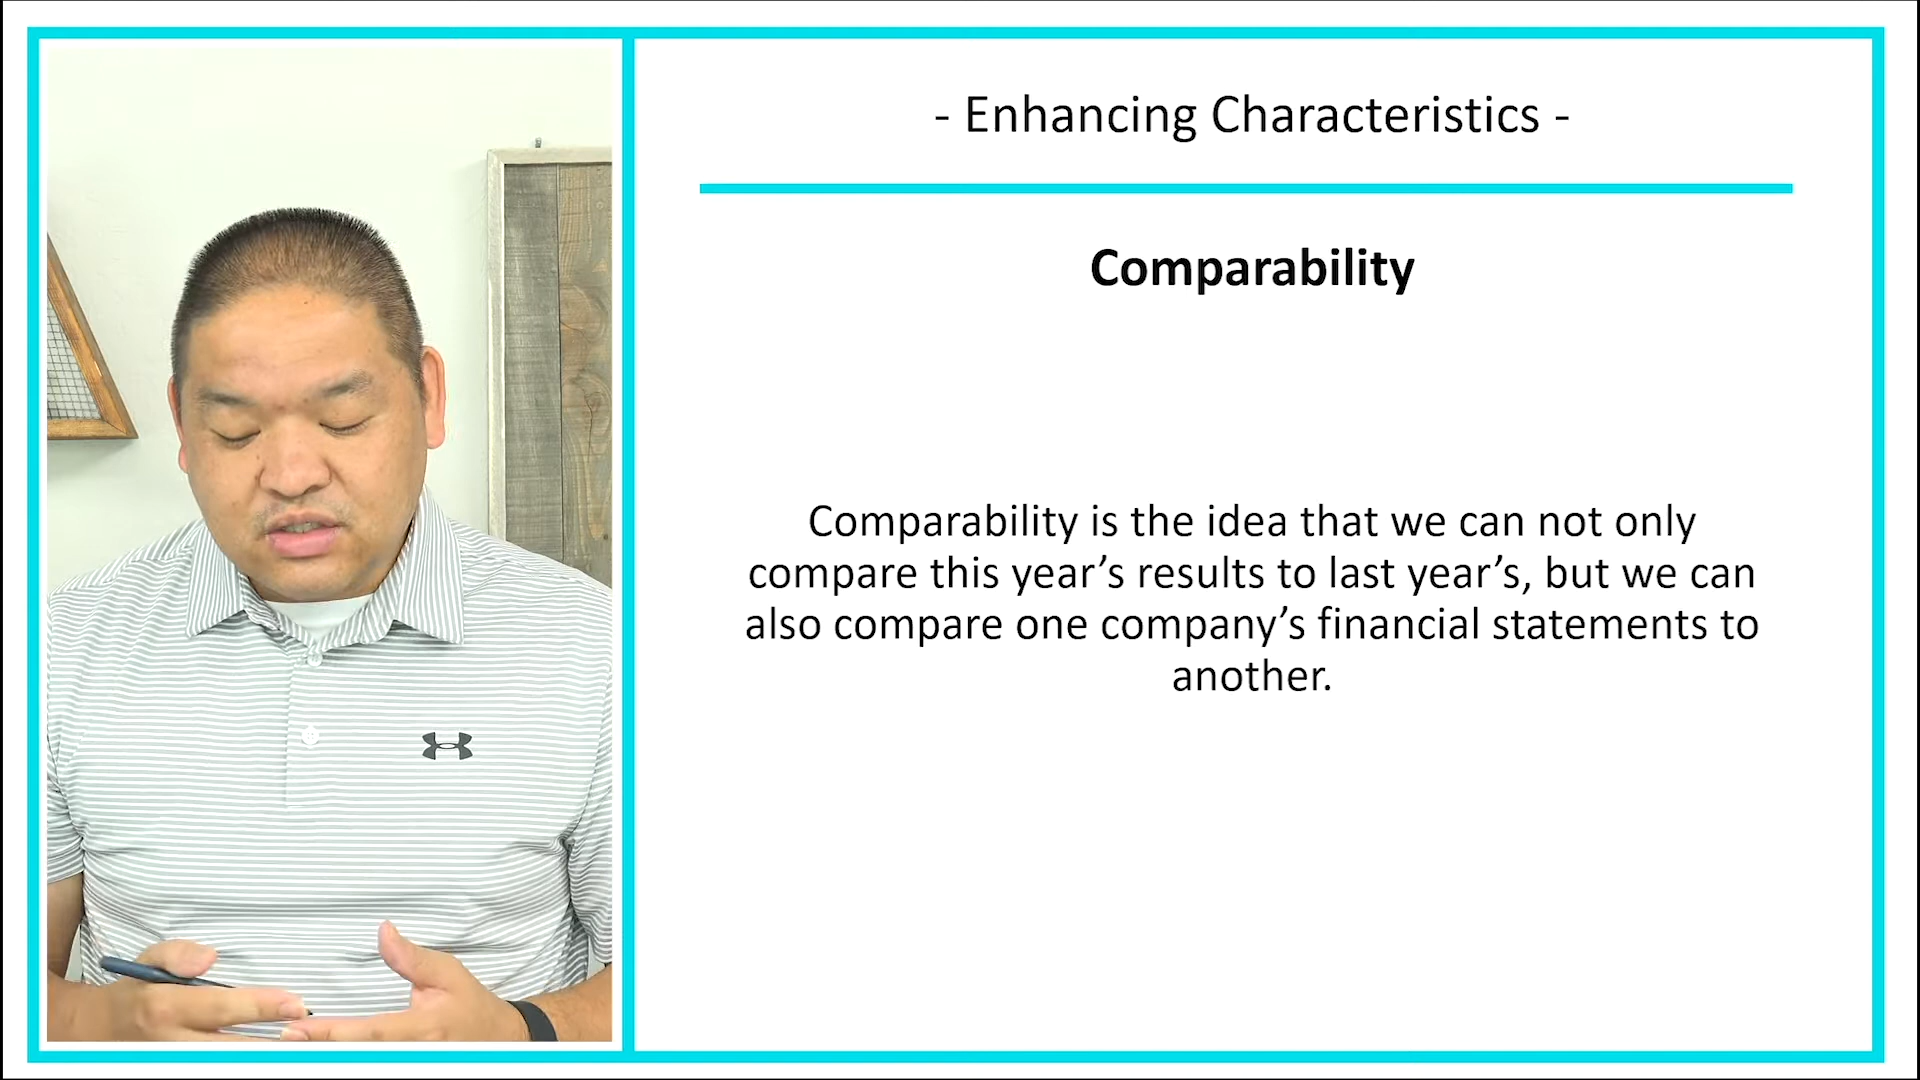 - Enhancing Characteristics -
Comparability
Comparability is the idea that we can not only
compare this year’s results to last year’s, but we can
also compare one company’s financial statements to
another.